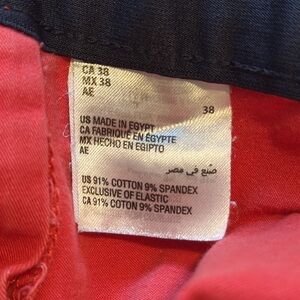 CA 38
MX 38
AE
38
US MADE IN EGYPT
CA FABRIQUÉ EN ÉGYPTE
MX HECHO EN EGIPTO
AE
صنع في مصر
US 91% COTTON 9% SPANDEX
EXCLUSIVE OF ELASTIC
CA 91% COTTON 9% SPANDEX